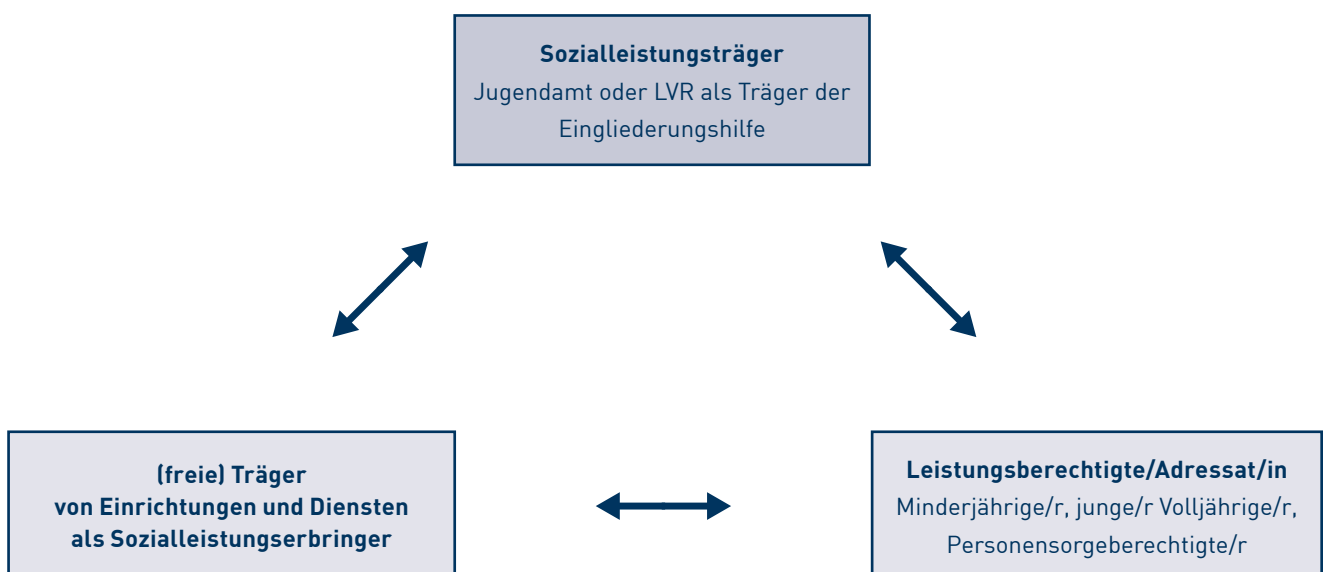 Sozialleistungsträger
Jugendamt oder LVR als Träger der
Eingliederungshilfe
(freie) Träger
von Einrichtungen und Diensten
als Sozialleistungserbringer
Leistungsberechtigte/Adressat/in
Minderjährige/r, junge/r Volljährige/r,
Personensorgeberechtigte/r